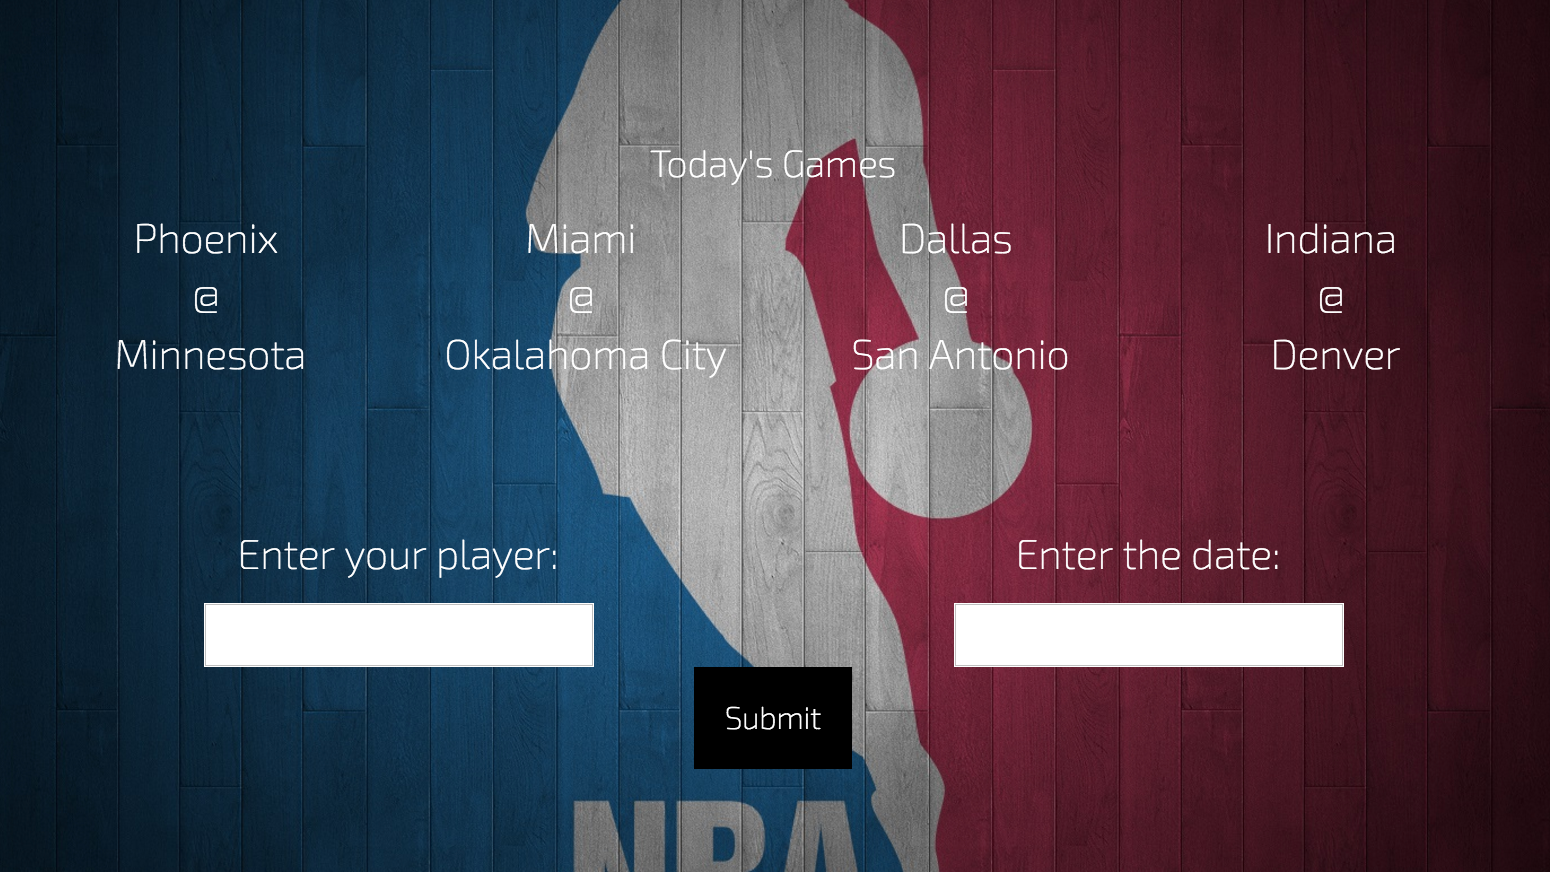 Today's Games
Phoenix
@
Minnesota
Miami
@
Okalahoma City
Dallas
@
San Antonio
Indiana
@
Denver
Enter your player:
Enter the date:
Submit
NBA